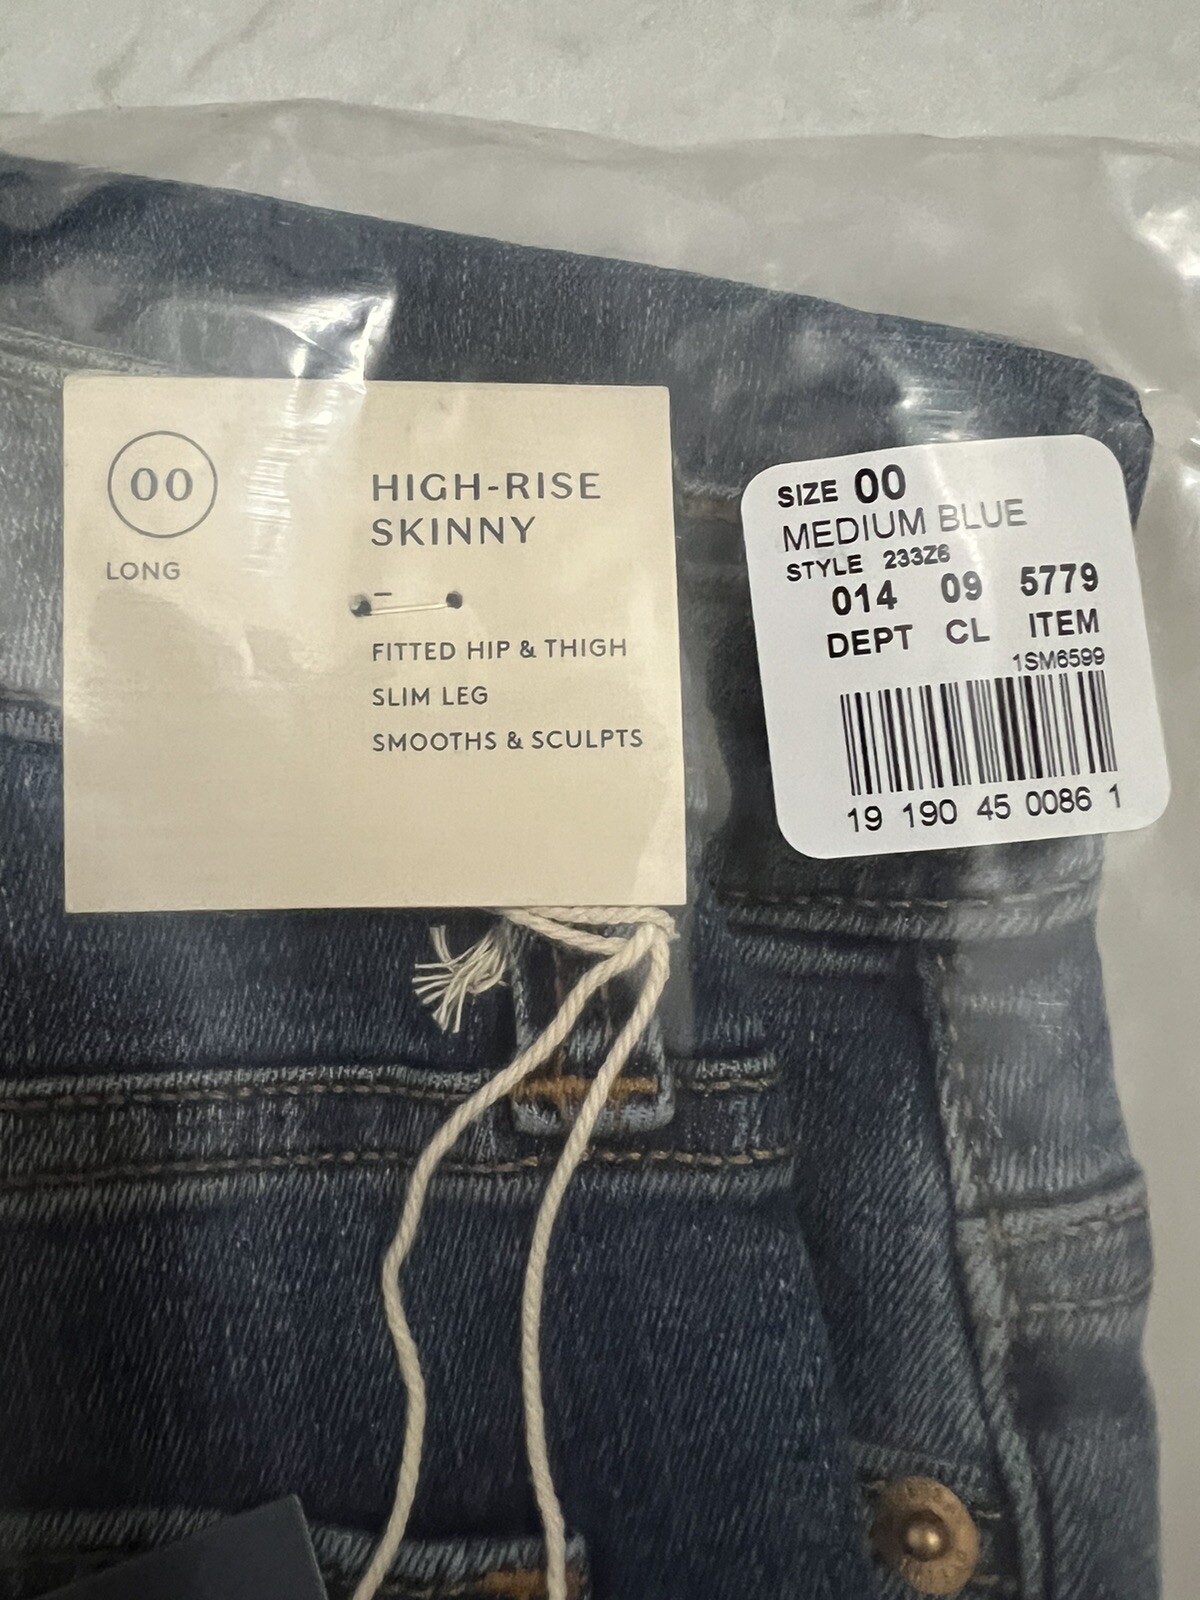 00
LONG
HIGH-RISE
SKINNY
–
FITTED HIP & THIGH
SLIM LEG
SMOOTHS & SCULPTS
SIZE 00
MEDIUM BLUE
STYLE 233Z6
014 09 5779
DEPT CL ITEM
1SM6599
19 190 45 0086 1